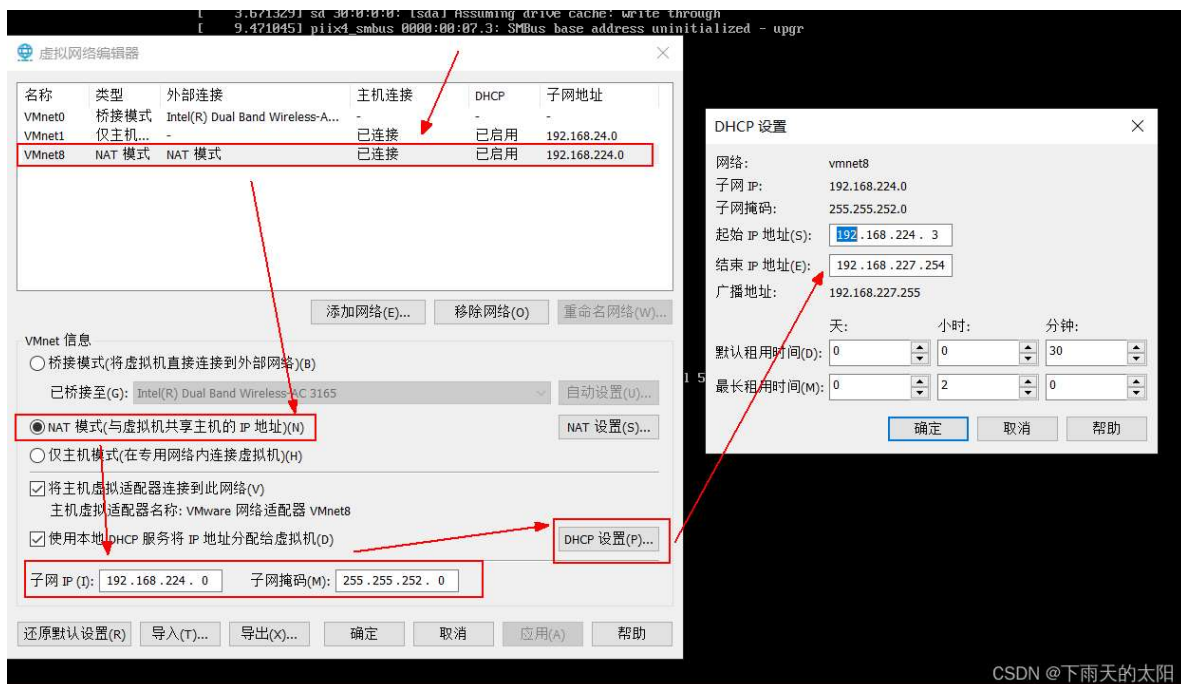 [    3.671329] sd 30:0:0:0: [sda] Assuming drive cache: write through
[    9.471045] piix4_smbus 0000:00:07.3: SMBus base address uninitialized - upgr
虚拟网络编辑器
名称 类型 外部连接 主机连接 DHCP 子网地址
VMnet0 桥接模式 Intel(R) Dual Band Wireless-A... - - -
VMnet1 仅主机... - 已连接 已启用 192.168.24.0
VMnet8 NAT 模式 NAT 模式 已连接 已启用 192.168.224.0
添加网络(E)... 移除网络(O) 重命名网络(W)...
VMnet 信息
桥接模式(将虚拟机直接连接到外部网络)(B)
已桥接至(G): Intel(R) Dual Band Wireless-AC 3165 自动设置(U)...
NAT 模式(与虚拟机共享主机的 IP 地址)(N) NAT 设置(S)...
仅主机模式(在专用网络内连接虚拟机)(H)
将主机虚拟适配器连接到此网络(V)
主机虚拟适配器名称: VMware 网络适配器 VMnet8
使用本地 DHCP 服务将 IP 地址分配给虚拟机(D) DHCP 设置(P)...
子网 IP (I): 192.168.224. 0 子网掩码(M): 255.255.252. 0
还原默认设置(R) 导入(T)... 导出(X)... 确定 取消 应用(A) 帮助
DHCP 设置
网络: vmnet8
子网 IP: 192.168.224.0
子网掩码: 255.255.252.0
起始 IP 地址(S): 192.168.224. 3
结束 IP 地址(E): 192.168.227.254
广播地址: 192.168.227.255
天: 小时: 分钟:
默认租用时间(D): 0 0 30
l 5
最长租用时间(M): 0 2 0
确定 取消 帮助
CSDN @下雨天的太阳